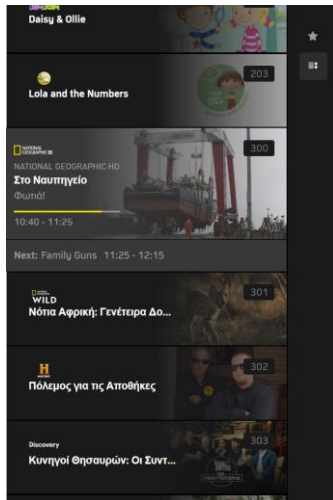 JIMJAM
Daisy & Ollie
203
Lola and the Numbers
300
NATIONAL
GEOGRAPHIC HD
NATIONAL GEOGRAPHIC HD
Στο Ναυπηγείο
Φωτιά!
10:40 - 11:25
Next: Family Guns 11:25 - 12:15
301
WILD
Νότια Αφρική: Γενέτειρα Δο...
302
H
HISTORY
Πόλεμος για τις Αποθήκες
303
Discovery
Κυνηγοί Θησαυρών: Οι Συντ...